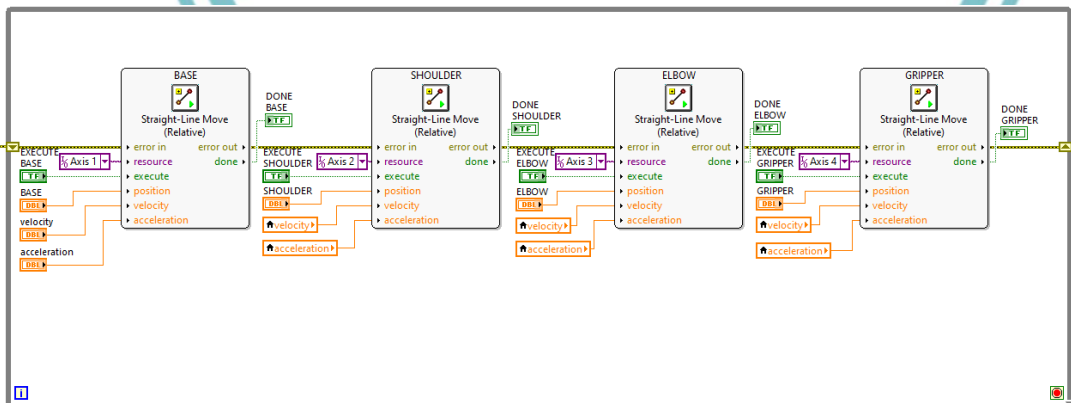 BASE
Straight-Line Move
(Relative)
error in error out
resource done
execute
position
velocity
acceleration
DONE
BASE
TF
EXECUTE
BASE
Axis 1
TF
BASE
DBL
velocity
DBL
acceleration
DBL
SHOULDER
Straight-Line Move
(Relative)
error in error out
resource done
execute
position
velocity
acceleration
DONE
SHOULDER
TF
EXECUTE
SHOULDER
Axis 2
TF
SHOULDER
DBL
velocity
acceleration
ELBOW
Straight-Line Move
(Relative)
error in error out
resource done
execute
position
velocity
acceleration
DONE
ELBOW
TF
EXECUTE
ELBOW
Axis 3
TF
ELBOW
DBL
velocity
acceleration
GRIPPER
Straight-Line Move
(Relative)
error in error out
resource done
execute
position
velocity
acceleration
DONE
GRIPPER
TF
EXECUTE
GRIPPER
Axis 4
TF
GRIPPER
DBL
velocity
acceleration
i